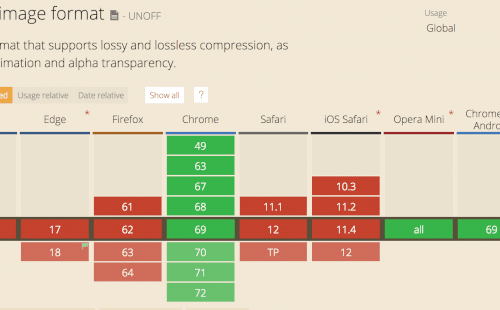 image format - UNOFF
Usage
Global
mat that supports lossy and lossless compression, as
imation and alpha transparency.
Usage relative Date relative Show all ?
Edge * Firefox Chrome Safari iOS Safari * Opera Mini * Chrome
49
63
67 10.3
61 68 11.1 11.2
17 62 69 12 11.4 all 69
18 63 70 TP 12
64 71
72